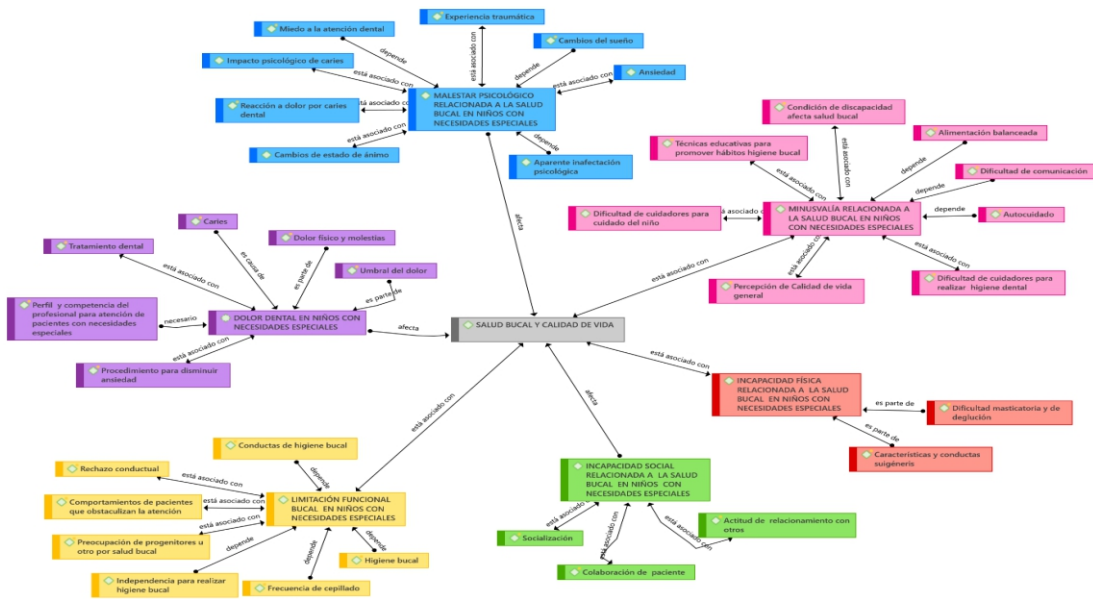 Experiencia traumática
Miedo a la atención dental
Cambios del sueño
Impacto psicológico de caries
Ansiedad
Reacción a dolor por caries
dental
MALESTAR PSICOLÓGICO
RELACIONADA A LA SALUD
BUCAL EN NIÑOS CON
NECESIDADES ESPECIALES
Cambios de estado de ánimo
Aparente inafectación
psicológica
depende
está asociado con
depende
está asociado con
está asociado con
está asociado con
está asociado con
depende
afecta
Condición de discapacidad
afecta salud bucal
Técnicas educativas para
promover hábitos higiene bucal
Alimentación balanceada
Dificultad de comunicación
Dificultad de cuidadores para
cuidado del niño
MINUSVALÍA RELACIONADA A
LA SALUD BUCAL EN NIÑOS
CON NECESIDADES ESPECIALES
Autocuidado
Percepción de Calidad de vida
general
Dificultad de cuidadores para
realizar higiene dental
está asociado con
está asociado con
depende
depende
depende
está asociado c
está asociado con
está asociado con
está asociado con
Caries
Tratamiento dental
Dolor físico y molestias
Umbral del dolor
Perfil y competencia del
profesional para atención de
pacientes con necesidades
especiales
DOLOR DENTAL EN NIÑOS CON
NECESIDADES ESPECIALES
Procedimiento para disminuir
ansiedad
está asociado con
es causa de
es parte de
es parte de
necesario
está asociado con
afecta
SALUD BUCAL Y CALIDAD DE VIDA
está asociado con
INCAPACIDAD FÍSICA
RELACIONADA A LA SALUD
BUCAL EN NIÑOS CON
NECESIDADES ESPECIALES
es parte de
Dificultad masticatoria y de
deglución
es parte de
Características y conductas
suigéneris
está asociado con
afecta
Conductas de higiene bucal
Rechazo conductual
Comportamientos de pacientes
que obstaculizan la atención
LIMITACIÓN FUNCIONAL
BUCAL EN NIÑOS CON
NECESIDADES ESPECIALES
Preocupación de progenitores u
otro por salud bucal
Independencia para realizar
higiene bucal
Frecuencia de cepillado
Higiene bucal
depende
está asociado con
está asociado con
está asociado con
depende
depende
depende
INCAPACIDAD SOCIAL
RELACIONADA A LA SALUD
BUCAL EN NIÑOS CON
NECESIDADES ESPECIALES
Socialización
Colaboración de paciente
Actitud de relacionamiento con
otros
está asociado
está asociado con
está asociado con